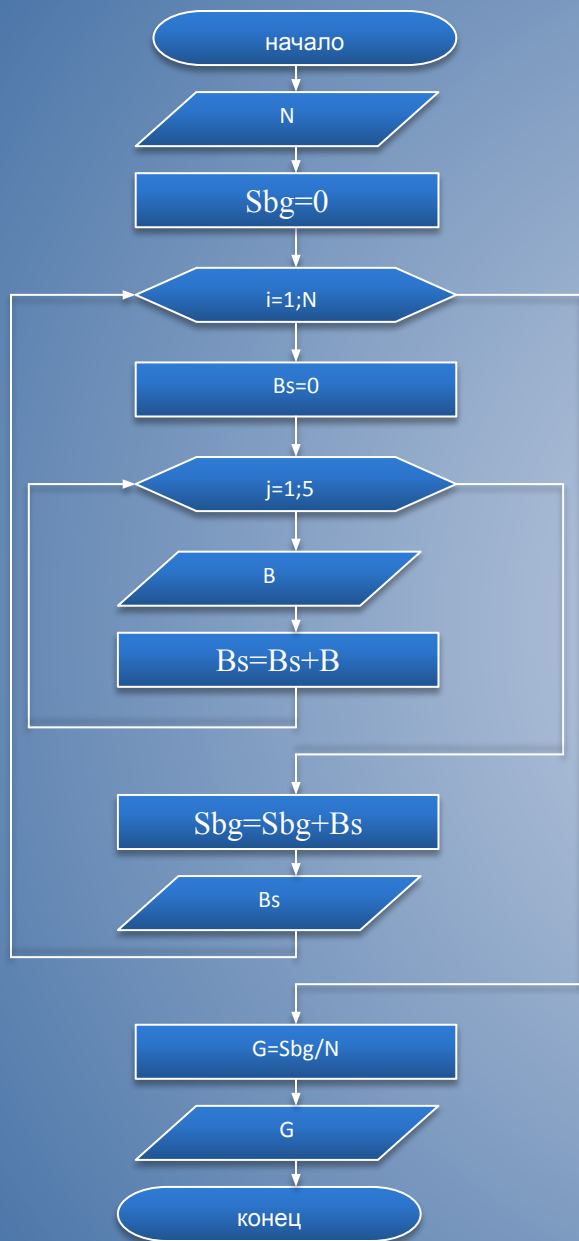 начало
N
Sbg=0
i=1;N
Bs=0
j=1;5
B
Bs=Bs+B
Sbg=Sbg+Bs
Bs
G=Sbg/N
G
конец